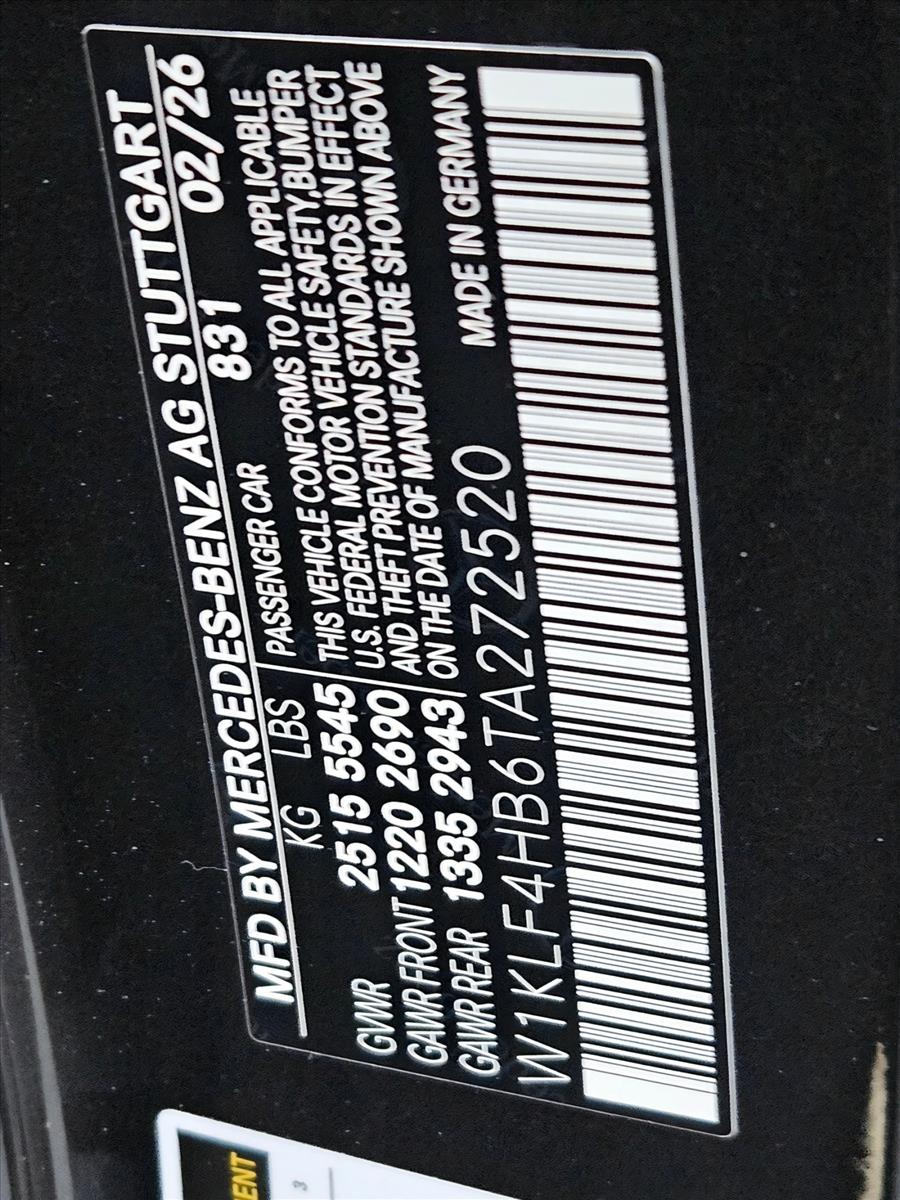 MFD BY MERCEDES-BENZ AG STUTTGART
831 02/26
KG LBS PASSENGER CAR
GVWR 2515 5545
GAWR FRONT 1220 2690
GAWR REAR 1335 2943
THIS VEHICLE CONFORMS TO ALL APPLICABLE
U.S. FEDERAL MOTOR VEHICLE SAFETY,BUMPER
AND THEFT PREVENTION STANDARDS IN EFFECT
ON THE DATE OF MANUFACTURE SHOWN ABOVE
MADE IN GERMANY
W1KLF4HB6TA272520
ENT
3